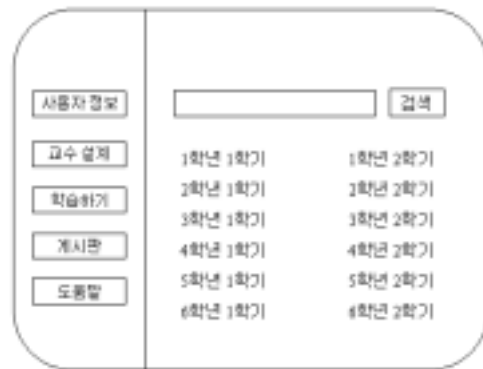 사용자 정보
교수 설계
학습하기
게시판
도움말
검색
1학년 1학기 1학년 2학기
2학년 1학기 2학년 2학기
3학년 1학기 3학년 2학기
4학년 1학기 4학년 2학기
5학년 1학기 5학년 2학기
6학년 1학기 6학년 2학기